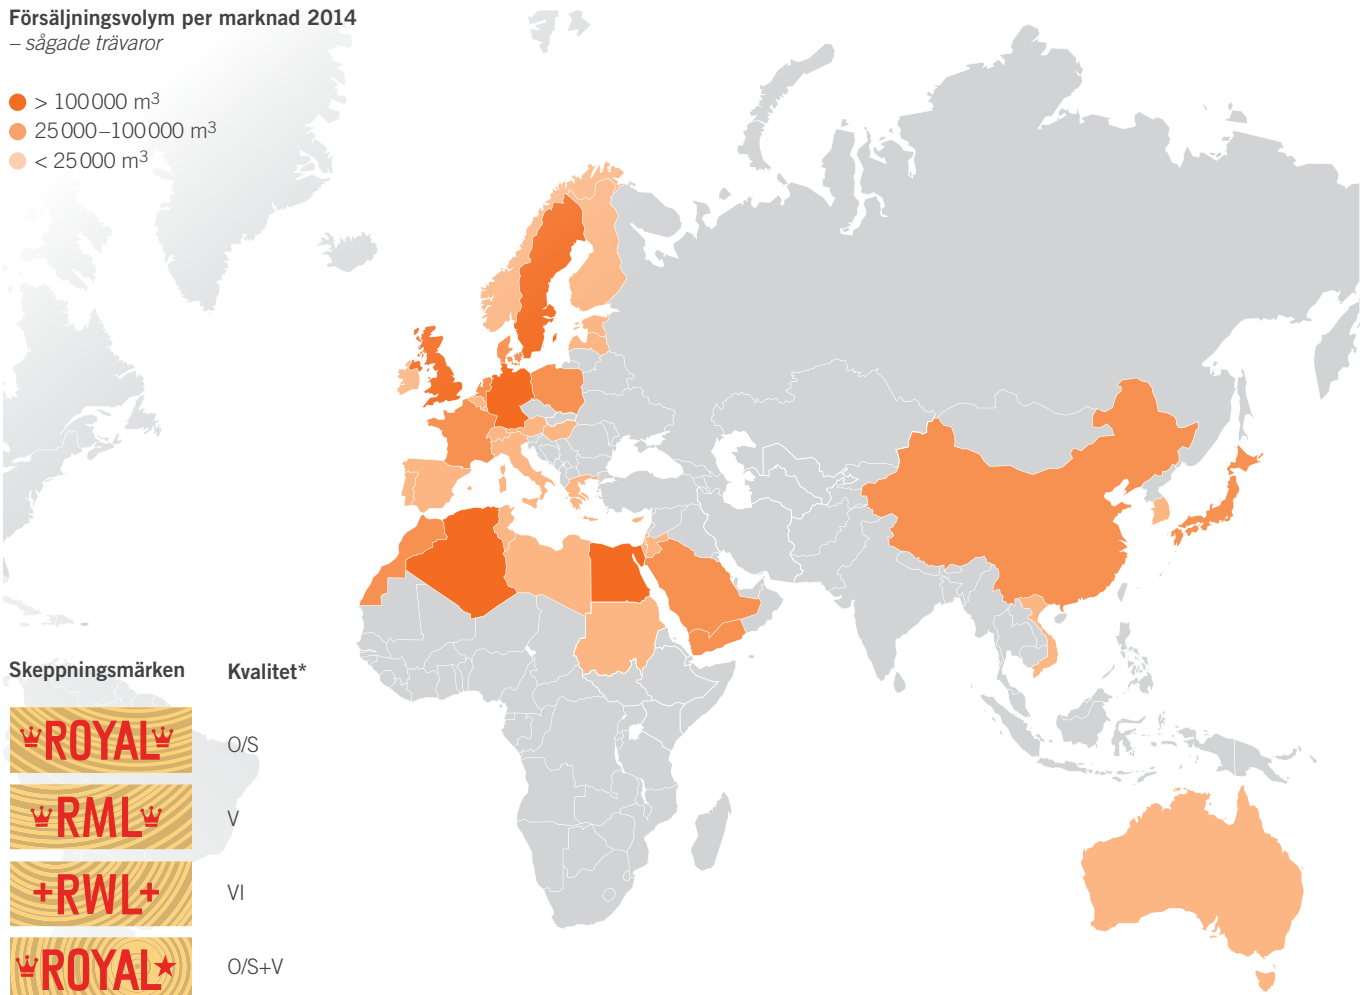 Försäljningsvolym per marknad 2014
– sågade trävaror
> 100 000 m³
25 000–100 000 m³
< 25 000 m³
Skeppningsmärken Kvalitet*
ROYAL O/S
RML V
+RWL+ VI
ROYAL★ O/S+V